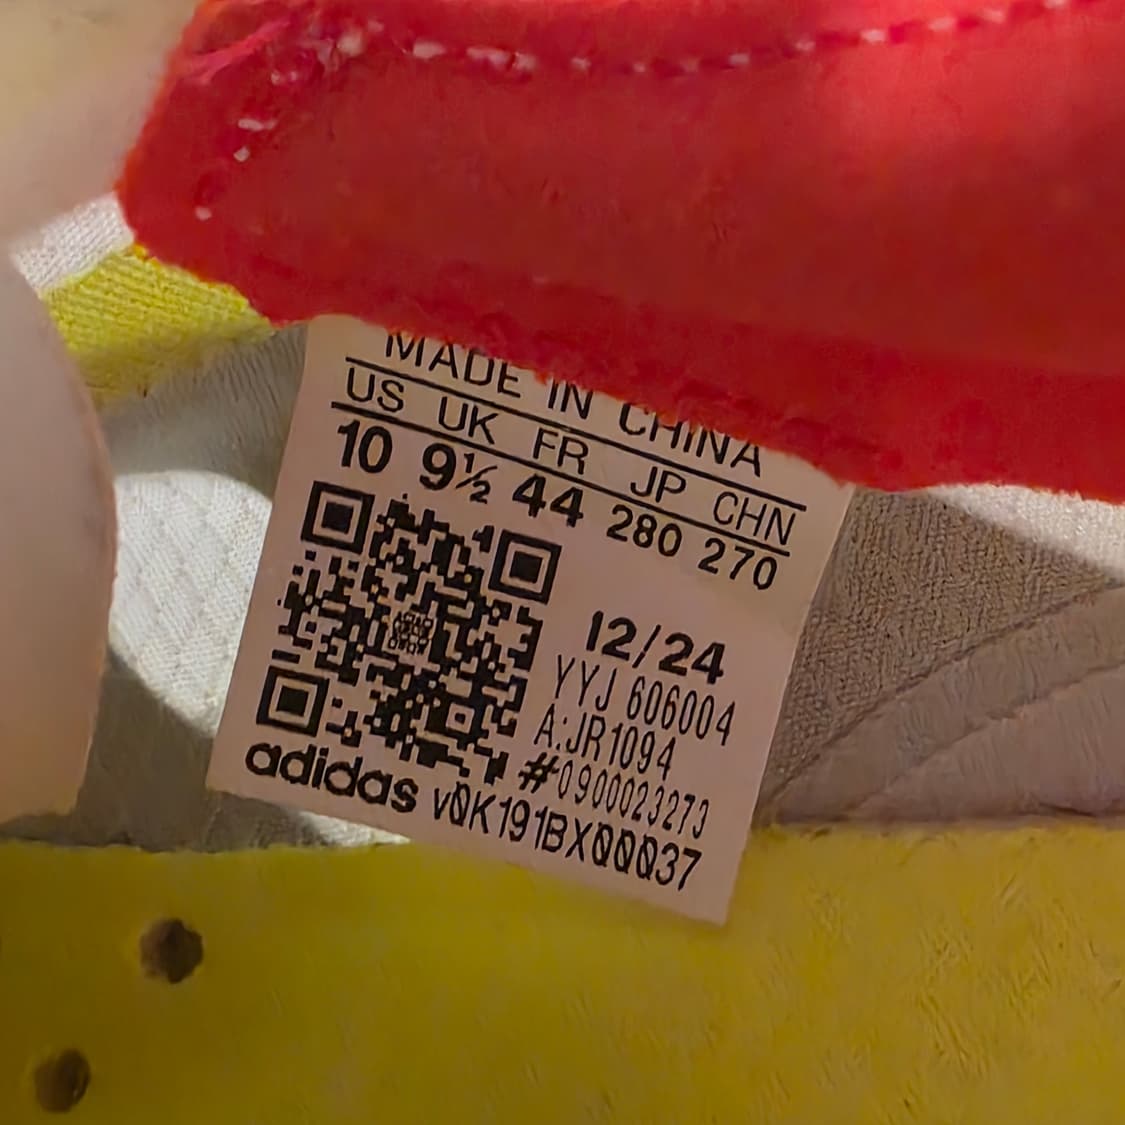 MADE IN CHINA
US UK FR JP CHN
10 9½ 44 280 270
12/24
YYJ 606004
A:JR1094
#0900023273
adidas v0K191BX00037